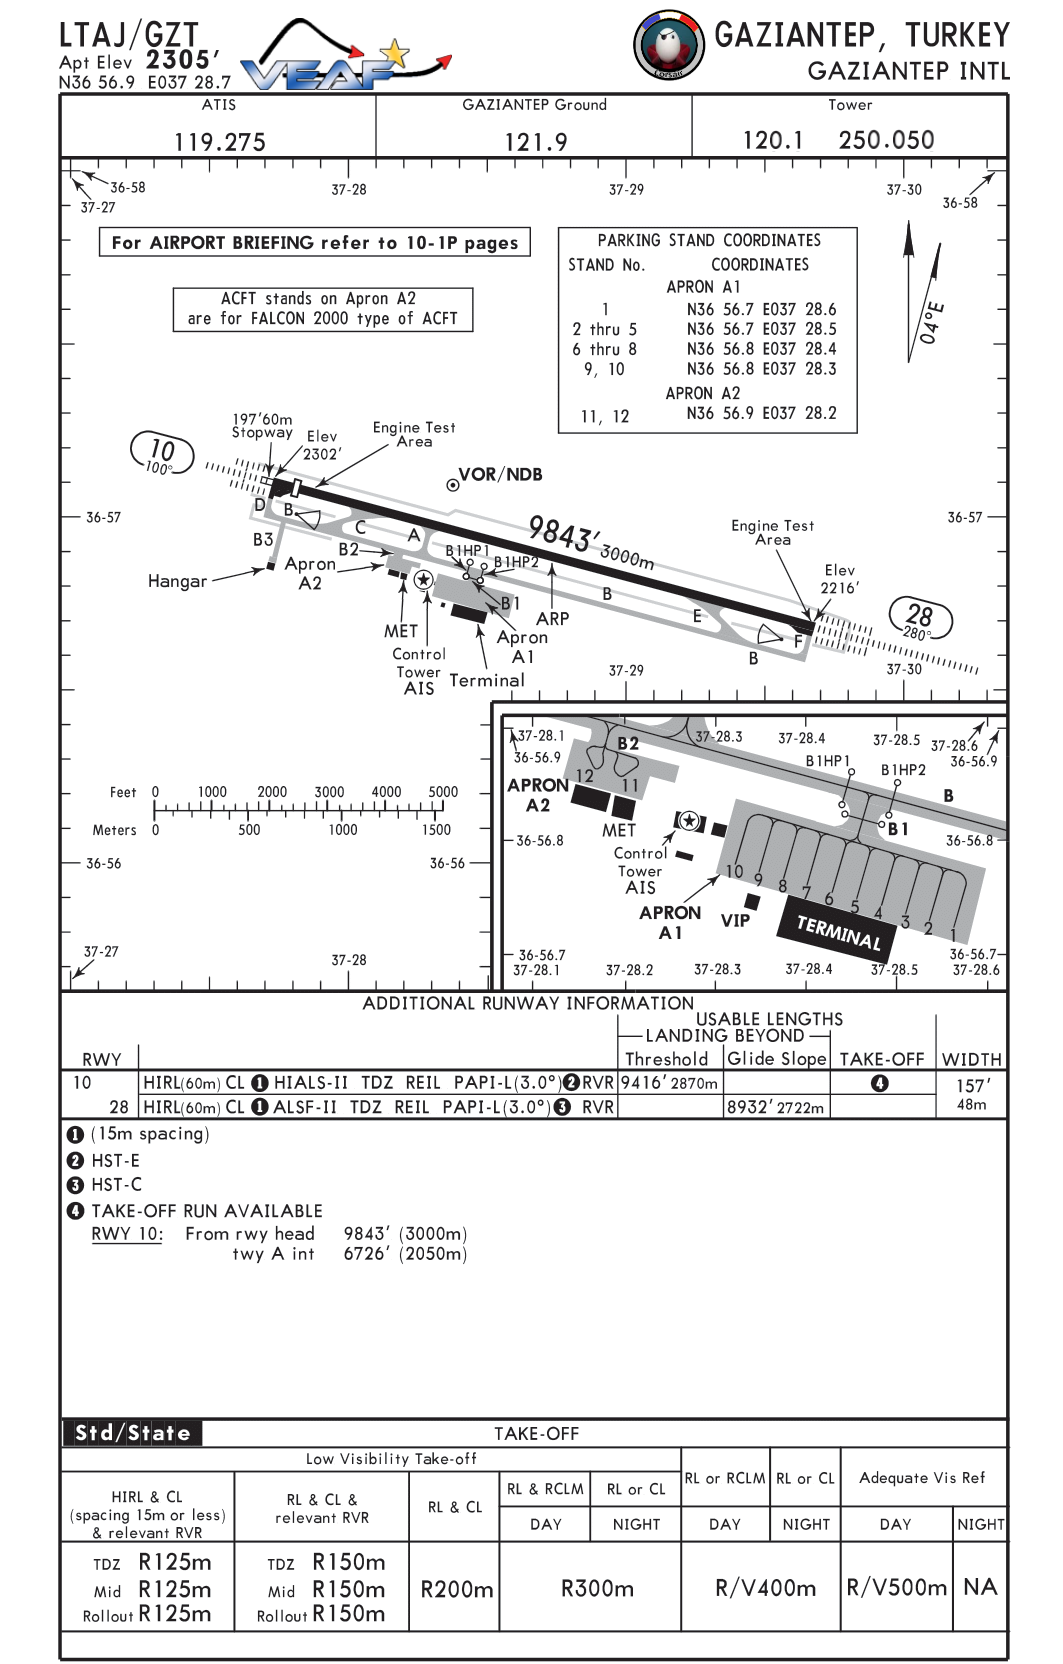 LTAJ/GZT
Apt Elev 2305'
N36 56.9 E037 28.7
VEAF
Corsair
GAZIANTEP, TURKEY
GAZIANTEP INTL
ATIS
GAZIANTEP Ground
Tower
119.275
121.9
120.1 250.050
36-58
37-27
37-28
37-29
37-30
36-58
For AIRPORT BRIEFING refer to 10-1P pages
ACFT stands on Apron A2
are for FALCON 2000 type of ACFT
PARKING STAND COORDINATES
STAND No. COORDINATES
APRON A1
1 N36 56.7 E037 28.6
2 thru 5 N36 56.7 E037 28.5
6 thru 8 N36 56.8 E037 28.4
9, 10 N36 56.8 E037 28.3
APRON A2
11, 12 N36 56.9 E037 28.2
04°E
197'60m
Stopway
Elev
2302'
Engine Test
Area
10
100°
VOR/NDB
9843' 3000m
Engine Test
Area
Elev
2216'
28
280°
36-57
36-57
D
B
C
A
B3
B2
B1HP1
B1HP2
B
E
F
B
Hangar
Apron
A2
MET
Control
Tower
AIS
B1
Apron
A1
Terminal
ARP
37-29
37-30
Feet 0 1000 2000 3000 4000 5000
Meters 0 500 1000 1500
36-56
36-56
37-27
37-28
37-28.1
37-28.3
37-28.4
37-28.5
37-28.6
36-56.9
36-56.9
B2
12
11
APRON
A2
MET
B1HP1
B1HP2
B
B1
36-56.8
36-56.8
Control
Tower
AIS
10 9 8 7 6 5 4 3 2 1
APRON
A1
VIP
TERMINAL
36-56.7
36-56.7
37-28.1
37-28.2
37-28.3
37-28.4
37-28.5
37-28.6
ADDITIONAL RUNWAY INFORMATION
USABLE LENGTHS
LANDING BEYOND
RWY Threshold Glide Slope TAKE-OFF WIDTH
10 HIRL(60m) CL 1 HIALS-II TDZ REIL PAPI-L(3.0°) 2 RVR 9416' 2870m 4 157'
28 HIRL(60m) CL 1 ALSF-II TDZ REIL PAPI-L(3.0°) 3 RVR 8932' 2722m 48m
1 (15m spacing)
2 HST-E
3 HST-C
4 TAKE-OFF RUN AVAILABLE
RWY 10: From rwy head 9843' (3000m)
twy A int 6726' (2050m)
Std/State
TAKE-OFF
Low Visibility Take-off
HIRL & CL
(spacing 15m or less)
& relevant RVR
RL & CL &
relevant RVR
RL & CL
RL & RCLM
RL or CL
RL or RCLM
RL or CL
Adequate Vis Ref
DAY
NIGHT
DAY
NIGHT
DAY
NIGHT
TDZ R125m
Mid R125m
Rollout R125m
TDZ R150m
Mid R150m
Rollout R150m
R200m
R300m
R/V400m
R/V500m
NA